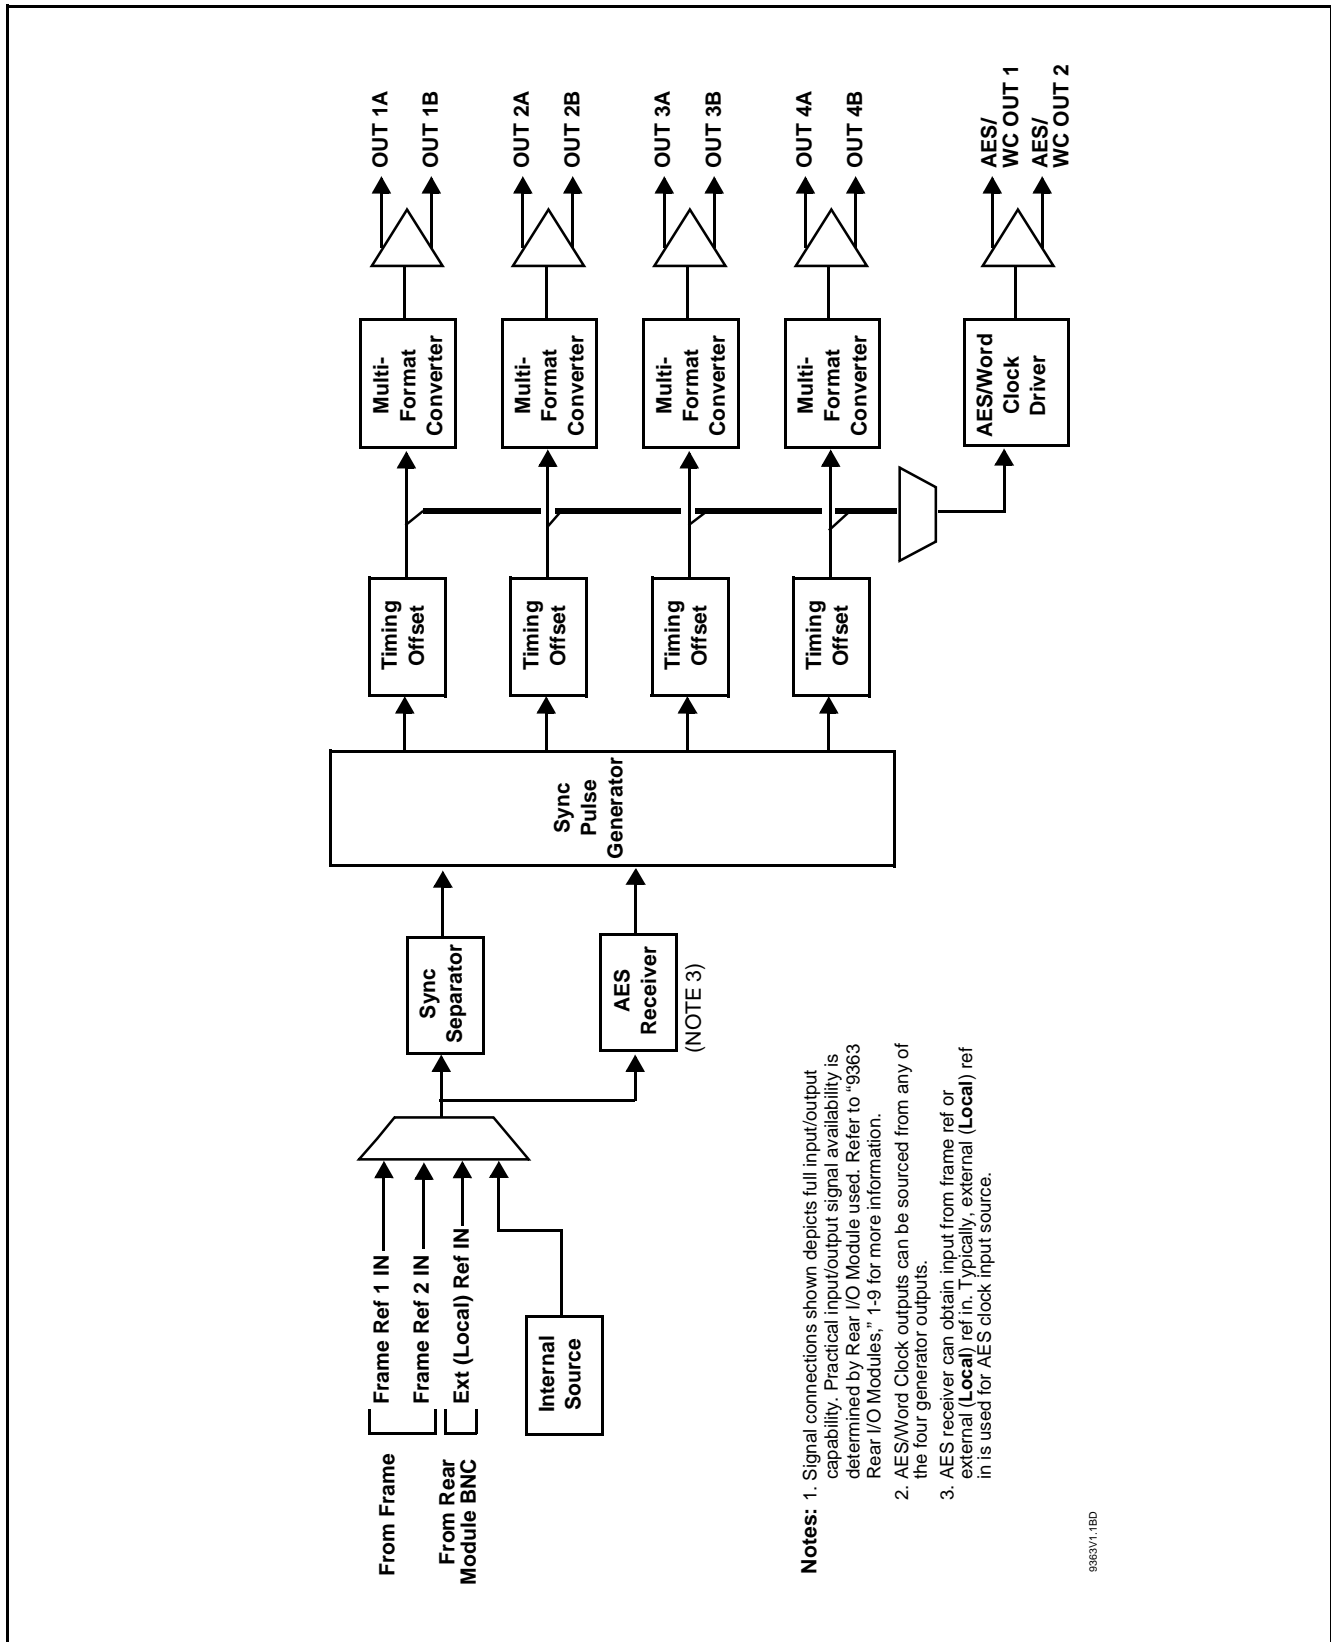 From Frame
From Rear
Module BNC
Frame Ref 1 IN
Frame Ref 2 IN
Ext (Local) Ref IN
Internal
Source
Sync
Separator
AES
Receiver
(NOTE 3)
Sync
Pulse
Generator
Timing
Offset
Timing
Offset
Timing
Offset
Timing
Offset
Multi-
Format
Converter
Multi-
Format
Converter
Multi-
Format
Converter
Multi-
Format
Converter
AES/Word
Clock
Driver
OUT 1A
OUT 1B
OUT 2A
OUT 2B
OUT 3A
OUT 3B
OUT 4A
OUT 4B
AES/
WC OUT 1
AES/
WC OUT 2
Notes: 1. Signal connections shown depicts full input/output
capability. Practical input/output signal availability is
determined by Rear I/O Module used. Refer to “9363
Rear I/O Modules,” 1-9 for more information.
2. AES/Word Clock outputs can be sourced from any of
the four generator outputs.
3. AES receiver can obtain input from frame ref or
external (Local) ref in. Typically, external (Local) ref
in is used for AES clock input source.
9363V1.1BD